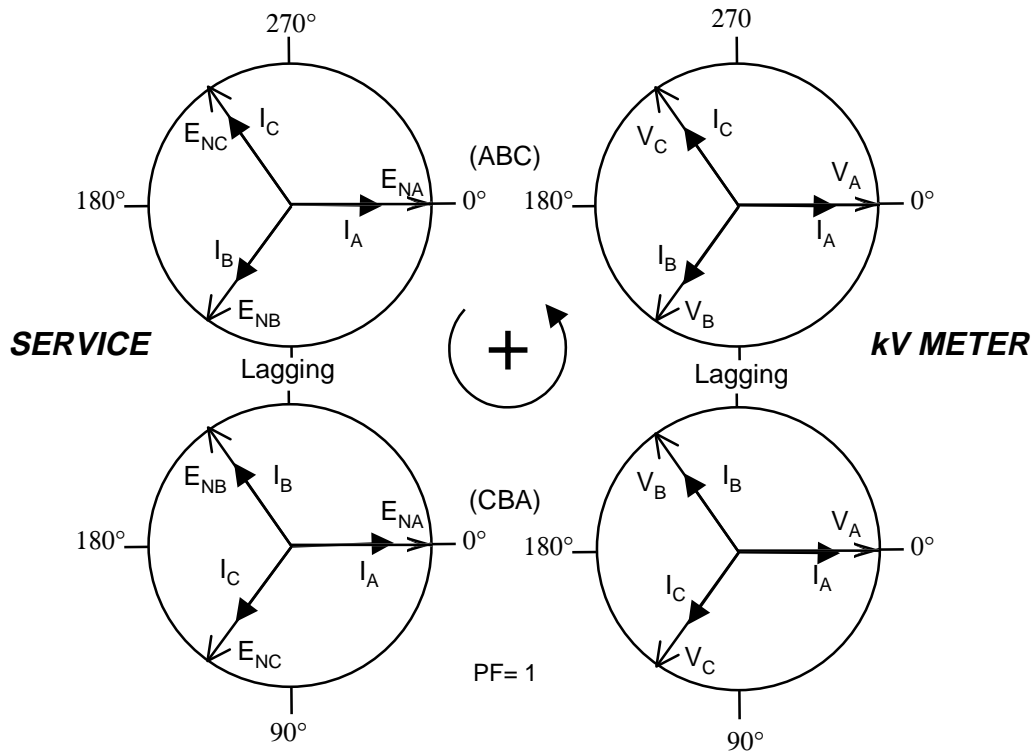 270°
270
I_C
E_NC
I_C
V_C
(ABC)
180°
E_NA
0°
I_A
180°
V_A
0°
I_A
I_B
E_NB
I_B
V_B
SERVICE
+
kV METER
Lagging
Lagging
E_NB
I_B
V_B
I_B
(CBA)
180°
E_NA
0°
I_A
180°
V_A
0°
I_A
I_C
E_NC
I_C
V_C
PF= 1
90°
90°